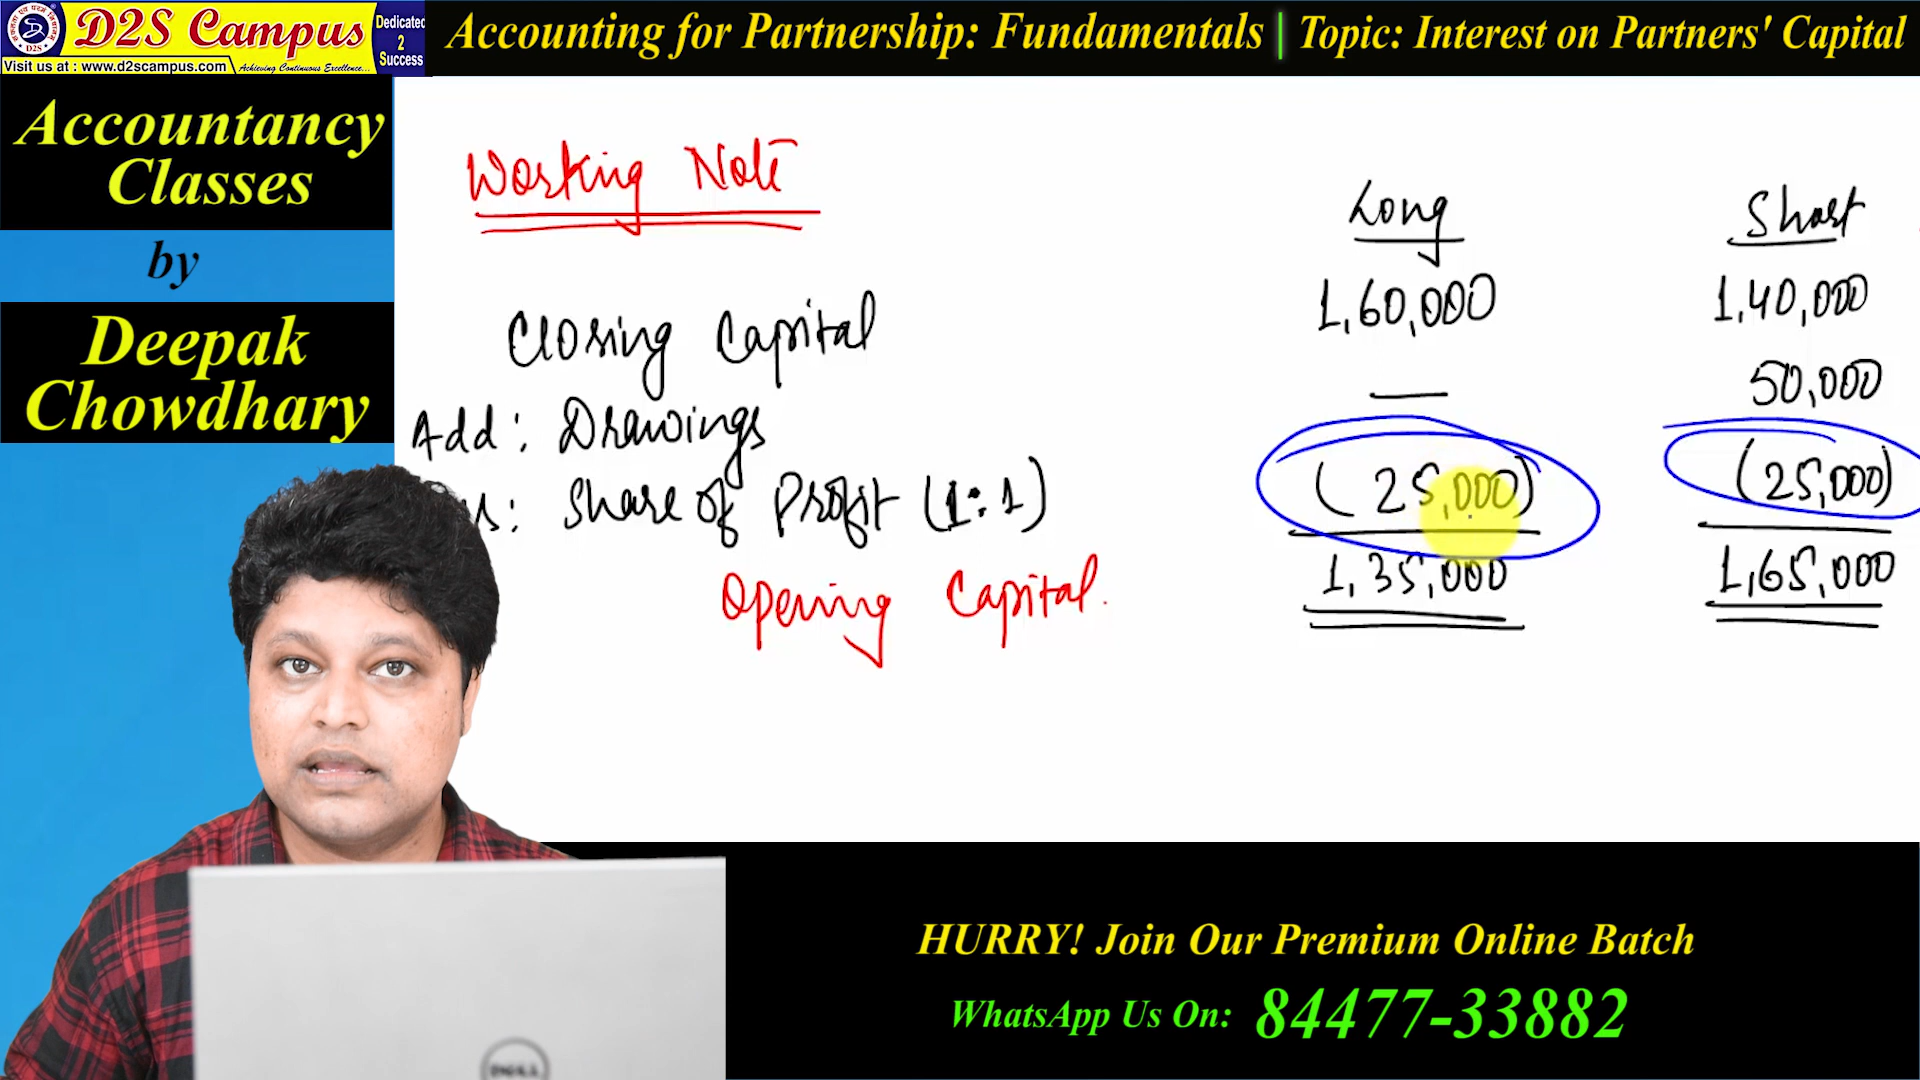 D2S Campus
Dedicated
2
Success
D2S
Visit us at : www.d2scampus.com
Achieving Continuous Excellence...
Accounting for Partnership: Fundamentals | Topic: Interest on Partners' Capital
Accountancy
Classes
by
Deepak
Chowdhary
Working Note
Long Short
Closing Capital 1,60,000 1,40,000
Add: Drawings — 50,000
Share of Profit (1:1) (25,000) (25,000)
Opening Capital. 1,35,000 1,65,000
DELL
HURRY! Join Our Premium Online Batch
WhatsApp Us On: 84477-33882